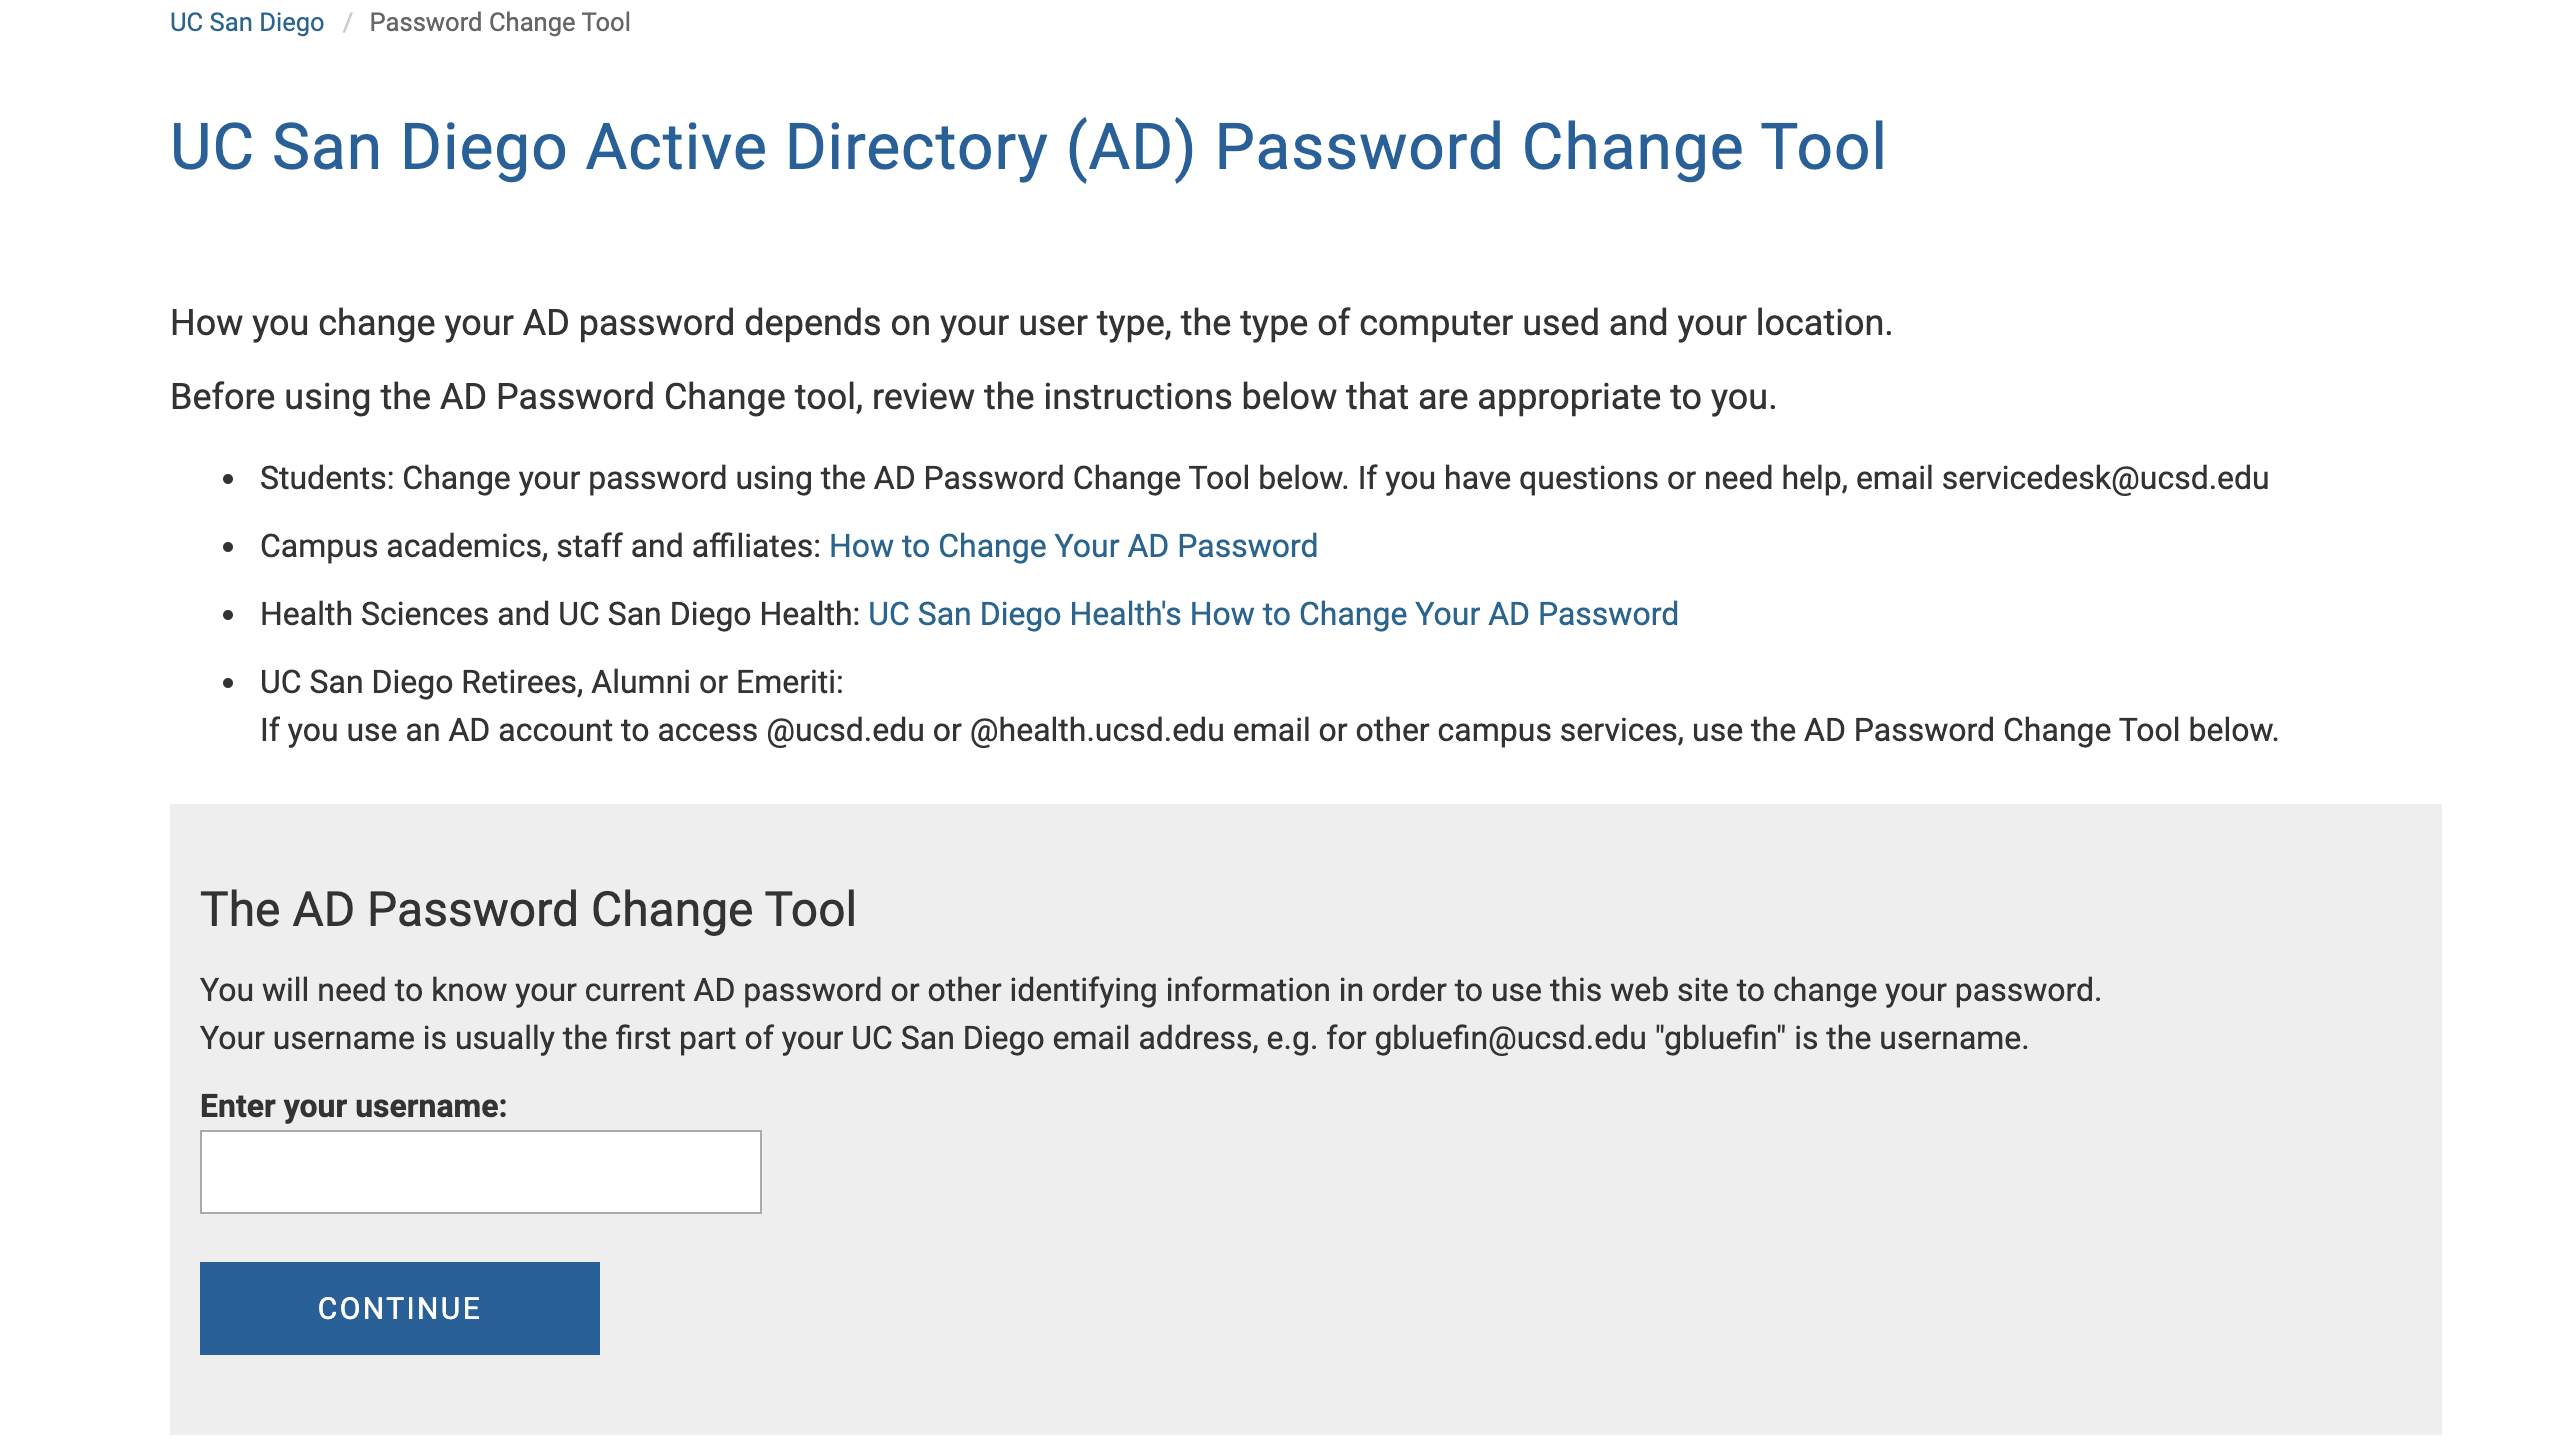 UC San Diego / Password Change Tool
UC San Diego Active Directory (AD) Password Change Tool
How you change your AD password depends on your user type, the type of computer used and your location.
Before using the AD Password Change tool, review the instructions below that are appropriate to you.
• Students: Change your password using the AD Password Change Tool below. If you have questions or need help, email servicedesk@ucsd.edu
• Campus academics, staff and affiliates: How to Change Your AD Password
• Health Sciences and UC San Diego Health: UC San Diego Health's How to Change Your AD Password
• UC San Diego Retirees, Alumni or Emeriti:
If you use an AD account to access @ucsd.edu or @health.ucsd.edu email or other campus services, use the AD Password Change Tool below.
The AD Password Change Tool
You will need to know your current AD password or other identifying information in order to use this web site to change your password.
Your username is usually the first part of your UC San Diego email address, e.g. for gbluefin@ucsd.edu "gbluefin" is the username.
Enter your username:
CONTINUE